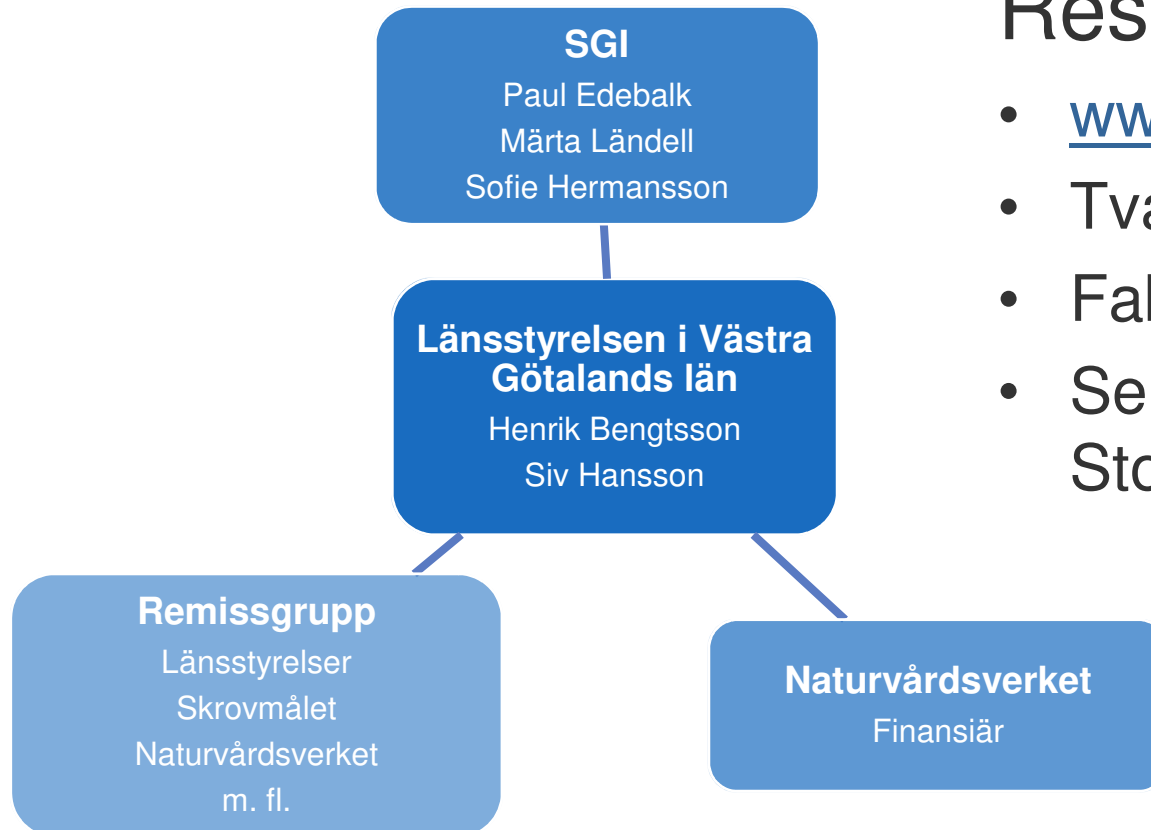 SGI
Paul Edebalk
Märta Ländell
Sofie Hermansson
Länsstyrelsen i Västra
Götalands län
Henrik Bengtsson
Siv Hansson
Remissgrupp
Länsstyrelser
Skrovmålet
Naturvårdsverket
m. fl.
Naturvårdsverket
Finansiär